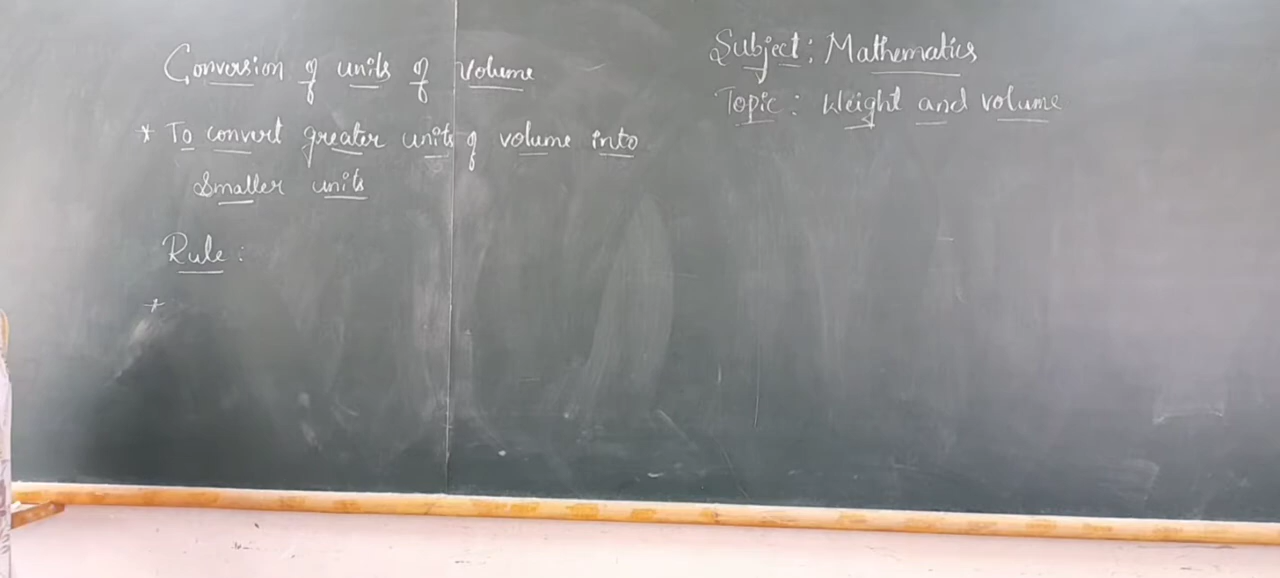 Conversion of units of Volume
* To convert greater units of volume into
Smaller units
Rule:
*
Subject: Mathematics
Topic: Weight and volume